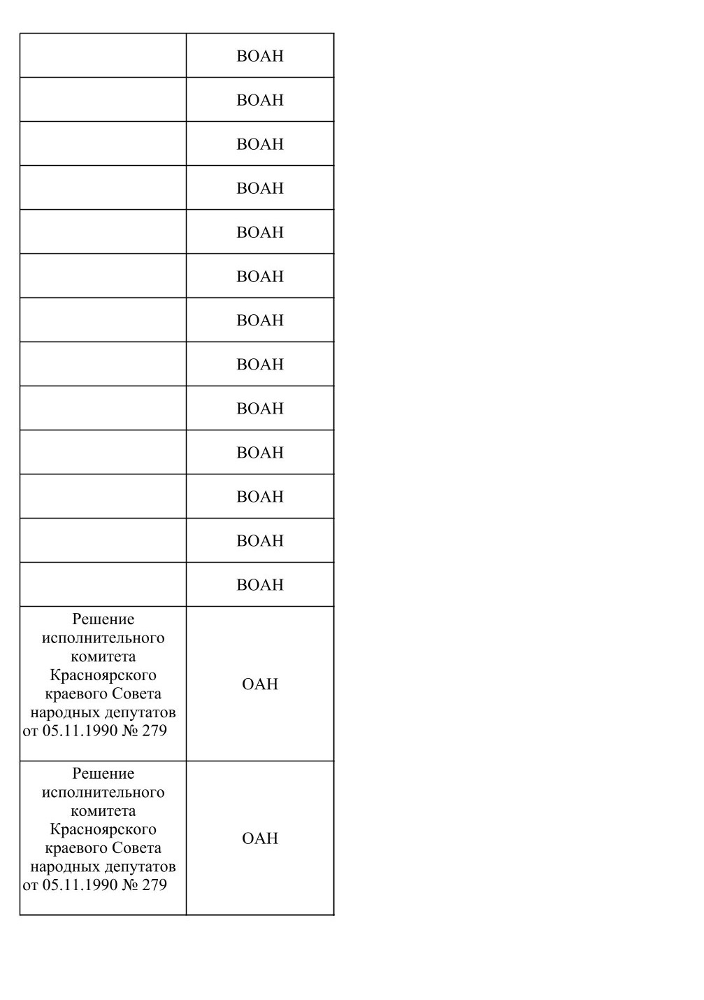 ВОАН
ВОАН
ВОАН
ВОАН
ВОАН
ВОАН
ВОАН
ВОАН
ВОАН
ВОАН
ВОАН
ВОАН
ВОАН
Решение
исполнительного
комитета
Красноярского
краевого Совета
народных депутатов
от 05.11.1990 № 279
ОАН
Решение
исполнительного
комитета
Красноярского
краевого Совета
народных депутатов
от 05.11.1990 № 279
ОАН